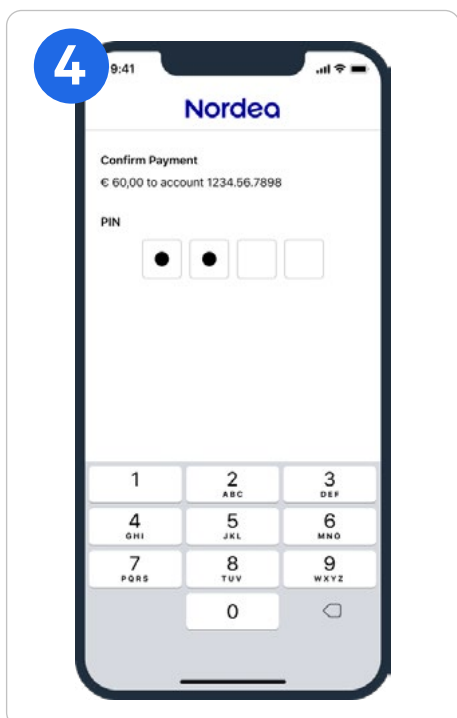 4
9:41
Nordea
Confirm Payment
€ 60,00 to account 1234.56.7898
PIN
1 2 3
ABC DEF
4 5 6
GHI JKL MNO
7 8 9
PQRS TUV WXYZ
0